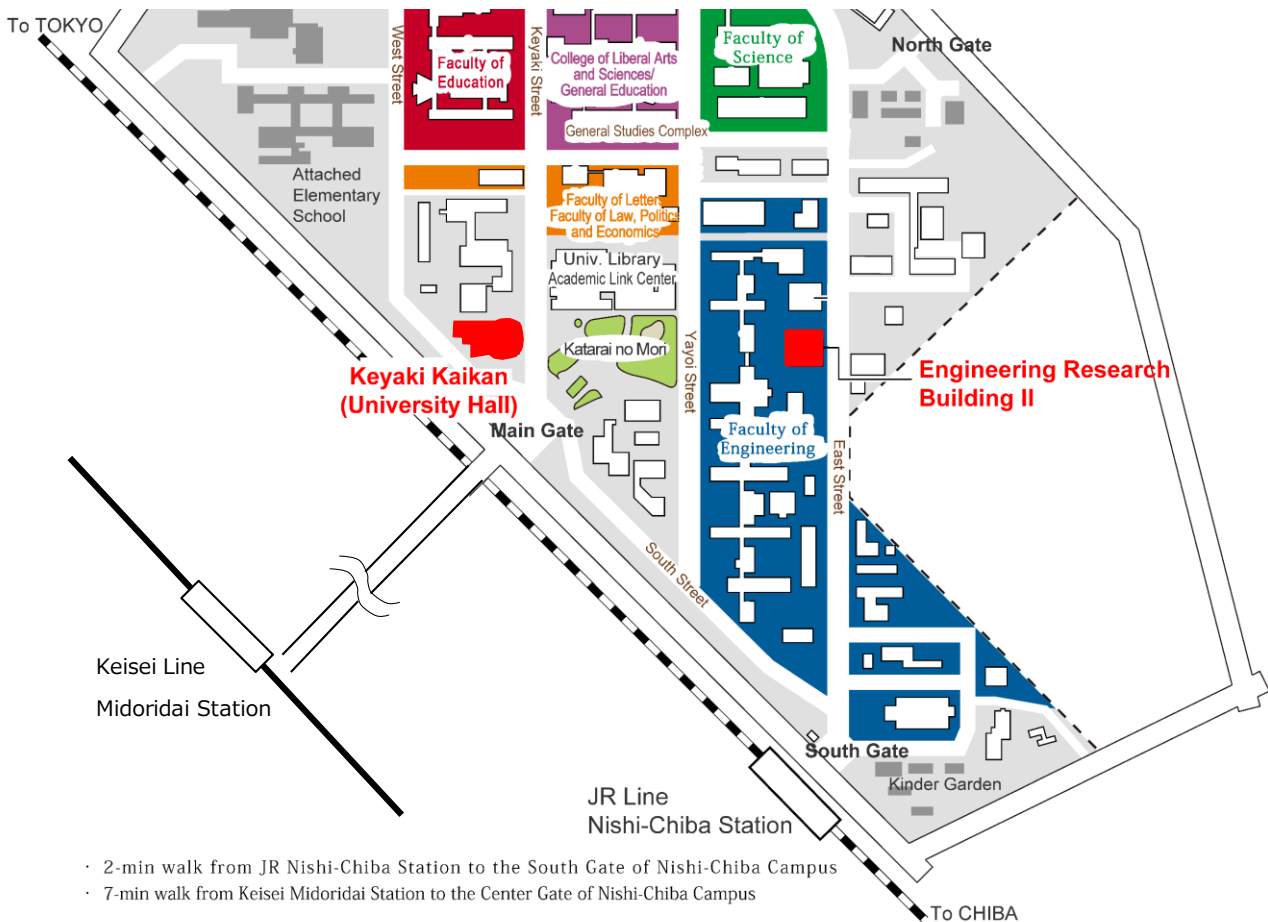 To TOKYO
West Street
Keyaki Street
Faculty of
Education
College of Liberal Arts
and Sciences/
General Education
General Studies Complex
Faculty of
Science
North Gate
Attached
Elementary
School
Faculty of Letters
Faculty of Law, Politics
and Economics
Univ. Library
Academic Link Center
Katarai no Mori
Yayoi Street
Keyaki Kaikan
(University Hall)
Engineering Research
Building II
Main Gate
Faculty of
Engineering
East Street
South Street
Keisei Line
Midoridai Station
South Gate
Kinder Garden
JR Line
Nishi-Chiba Station
· 2-min walk from JR Nishi-Chiba Station to the South Gate of Nishi-Chiba Campus
· 7-min walk from Keisei Midoridai Station to the Center Gate of Nishi-Chiba Campus
To CHIBA